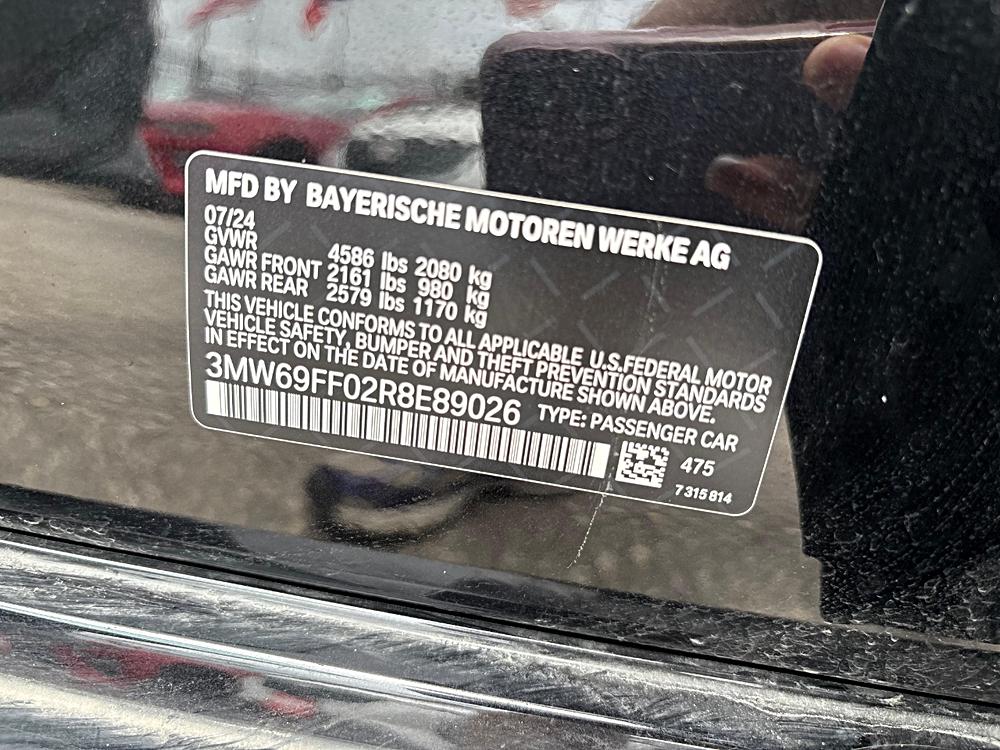 MFD BY BAYERISCHE MOTOREN WERKE AG
07/24
GVWR 4586 lbs 2080 kg
GAWR FRONT 2161 lbs 980 kg
GAWR REAR 2579 lbs 1170 kg
THIS VEHICLE CONFORMS TO ALL APPLICABLE U.S.FEDERAL MOTOR
VEHICLE SAFETY, BUMPER AND THEFT PREVENTION STANDARDS
IN EFFECT ON THE DATE OF MANUFACTURE SHOWN ABOVE.
3MW69FF02R8E89026 TYPE: PASSENGER CAR
475
7 315 814